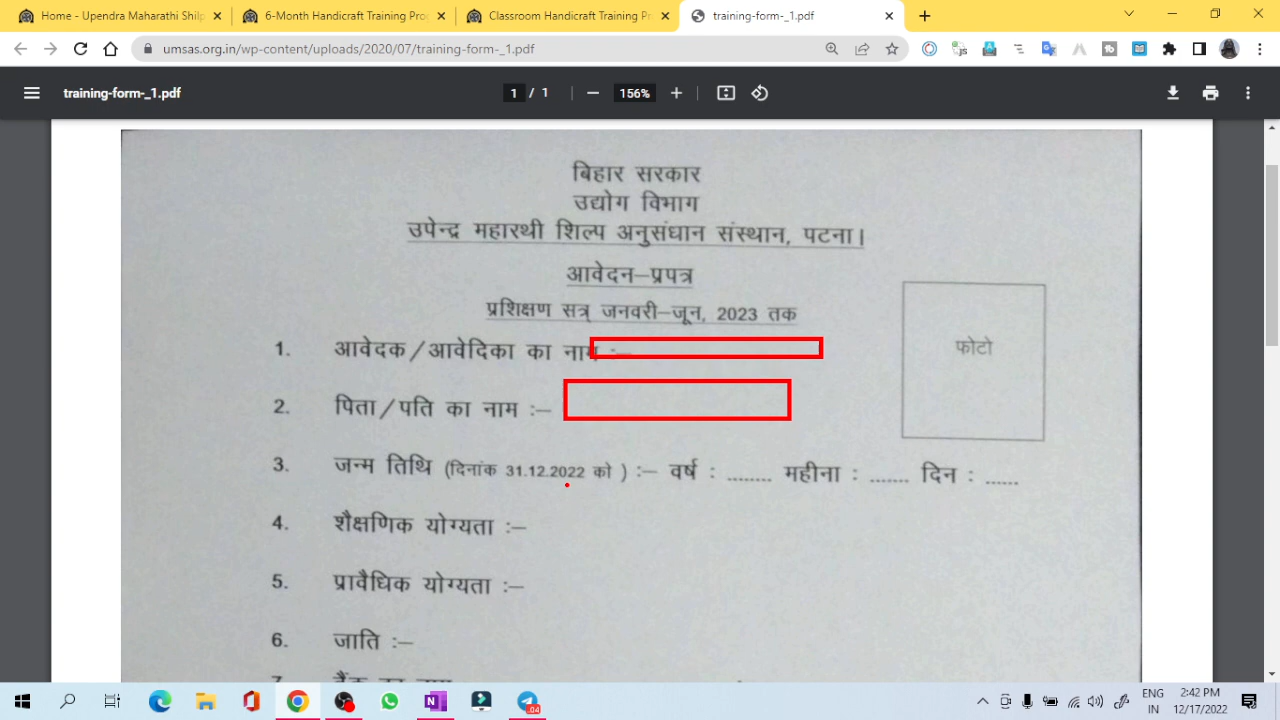 Home - Upendra Maharathi Shilp
6-Month Handicraft Training Pro
Classroom Handicraft Training Pr
training-form-_1.pdf
umsas.org.in/wp-content/uploads/2020/07/training-form-_1.pdf
training-form-_1.pdf
1 / 1
156%
बिहार सरकार
उद्योग विभाग
उपेन्द्र महारथी शिल्प अनुसंधान संस्थान, पटना।
आवेदन–प्रपत्र
प्रशिक्षण सत्र् जनवरी–जून, 2023 तक
फोटो
1. आवेदक/आवेदिका का नाम :–
2. पिता/पति का नाम :–
3. जन्म तिथि (दिनांक 31.12.2022 को ) :– वर्ष : ........ महीना : ....... दिन : ......
4. शैक्षणिक योग्यता :–
5. प्रावैधिक योग्यता :–
6. जाति :–
ENG
IN
2:42 PM
12/17/2022